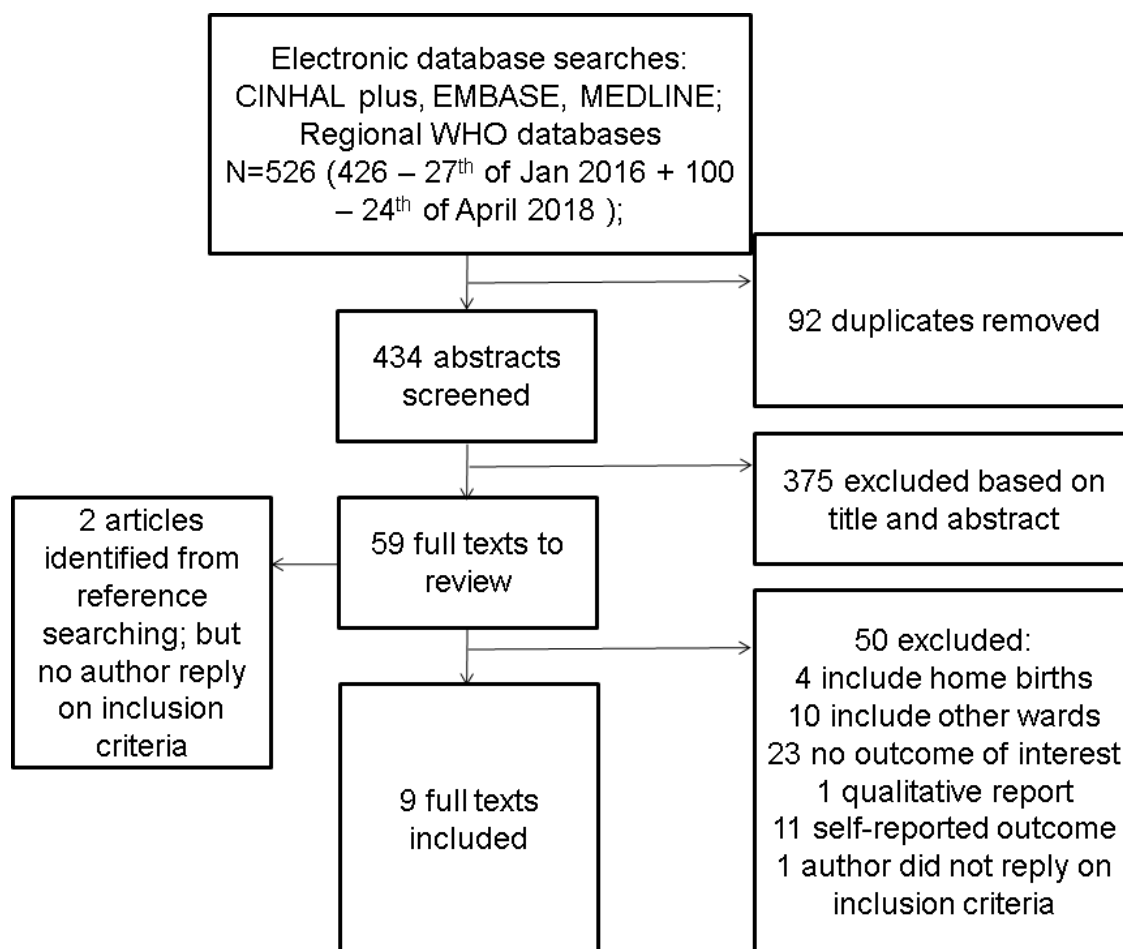 Electronic database searches:
CINHAL plus, EMBASE, MEDLINE;
Regional WHO databases
N=526 (426 – 27th of Jan 2016 + 100
– 24th of April 2018 );
92 duplicates removed
434 abstracts
screened
375 excluded based on
title and abstract
59 full texts to
review
2 articles
identified from
reference
searching; but
no author reply
on inclusion
criteria
50 excluded:
4 include home births
10 include other wards
23 no outcome of interest
1 qualitative report
11 self-reported outcome
1 author did not reply on
inclusion criteria
9 full texts
included